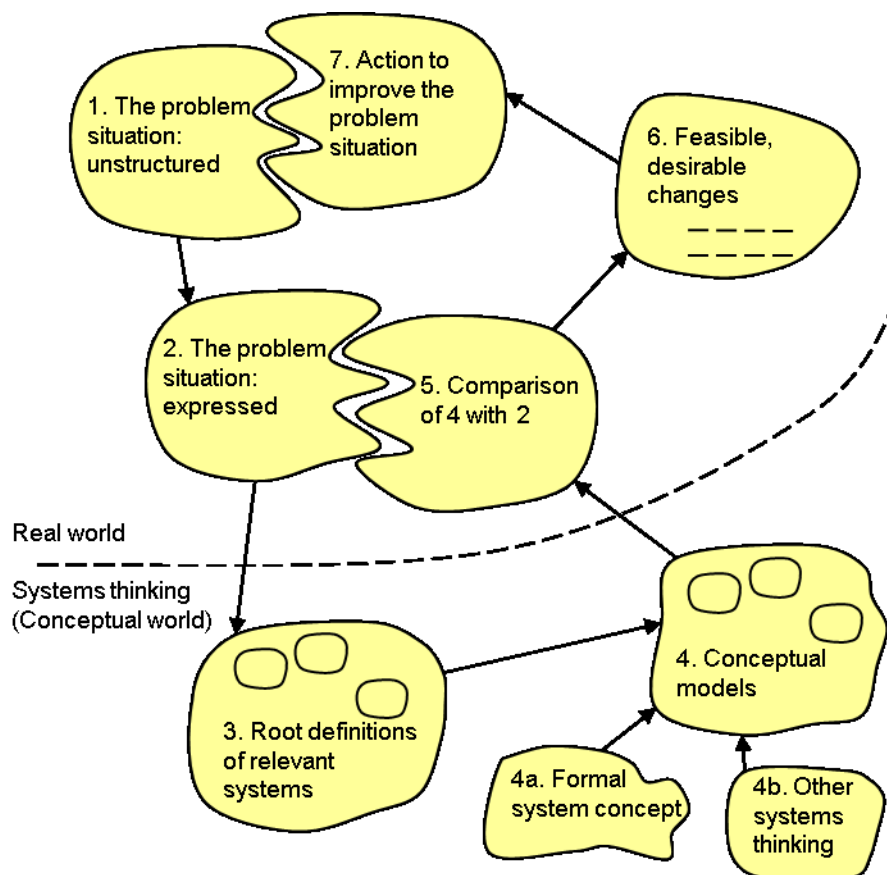 1. The problem
situation:
unstructured
7. Action to
improve the
problem
situation
6. Feasible,
desirable
changes
2. The problem
situation:
expressed
5. Comparison
of 4 with 2
Real world
Systems thinking
(Conceptual world)
3. Root definitions
of relevant
systems
4. Conceptual
models
4a. Formal
system concept
4b. Other
systems
thinking